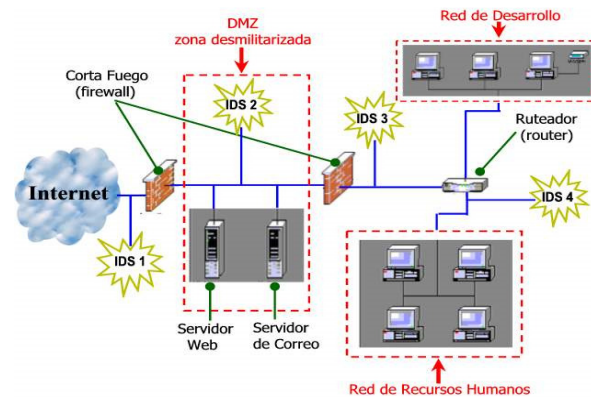 DMZ
zona desmilitarizada
Red de Desarrollo
Corta Fuego
(firewall)
IDS 2
IDS 3
Ruteador
(router)
Internet
IDS 4
IDS 1
Servidor
Web
Servidor
de Correo
Red de Recursos Humanos